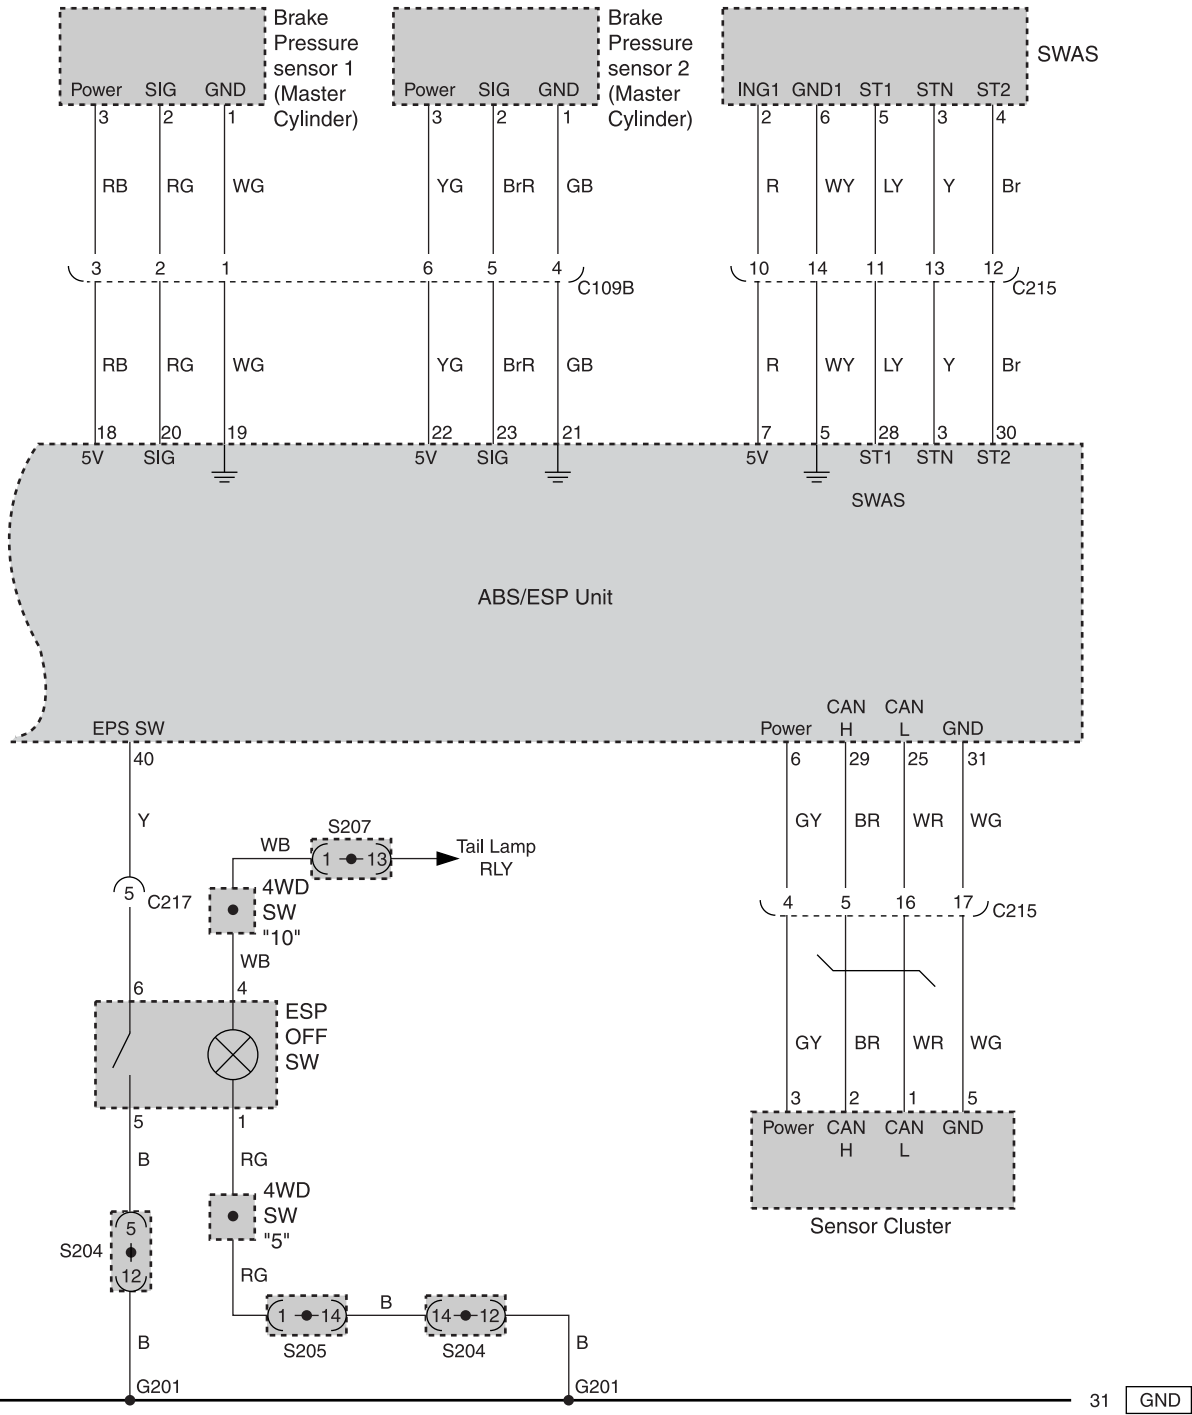 Brake
Pressure
sensor 1
(Master
Cylinder)
Brake
Pressure
sensor 2
(Master
Cylinder)
SWAS
Power SIG GND
Power SIG GND
ING1 GND1 ST1 STN ST2
3 2 1 3 2 1 2 6 5 3 4
RB RG WG YG BrR GB R WY LY Y Br
3 2 1 6 5 4 10 14 11 13 12
C109B C215
RB RG WG YG BrR GB R WY LY Y Br
18 20 19 22 23 21 7 5 28 3 30
5V SIG 5V SIG 5V ST1 STN ST2
SWAS
ABS/ESP Unit
EPS SW
Power CAN H CAN L GND
40
6 29 25 31
Y
GY BR WR WG
S207
WB
1 13
Tail Lamp
RLY
5 C217
4WD
SW
"10"
4 5 16 17 C215
WB
6 4
ESP
OFF
SW
GY BR WR WG
5 1
3 2 1 5
Power CAN H CAN L GND
Sensor Cluster
B RG
4WD
SW
"5"
S204
5
12
RG
1 14
B
14 12
S205
S204
B
B
G201
G201
31 GND